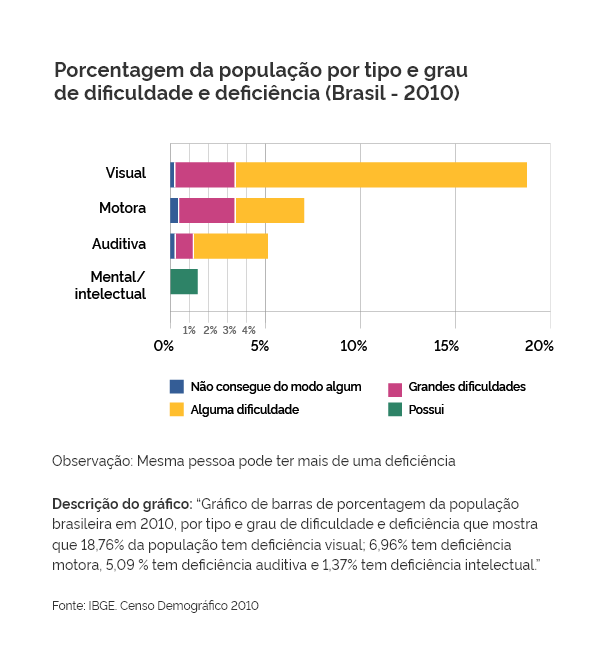 Porcentagem da população por tipo e grau
de dificuldade e deficiência (Brasil - 2010)
Visual
Motora
Auditiva
Mental/
intelectual
1% 2% 3% 4%
0% 5% 10% 15% 20%
Não consegue do modo algum
Grandes dificuldades
Alguma dificuldade
Possui
Observação: Mesma pessoa pode ter mais de uma deficiência
Descrição do gráfico: “Gráfico de barras de porcentagem da população
brasileira em 2010, por tipo e grau de dificuldade e deficiência que mostra
que 18,76% da população tem deficiência visual; 6,96% tem deficiência
motora, 5,09 % tem deficiência auditiva e 1,37% tem deficiência intelectual.”
Fonte: IBGE. Censo Demográfico 2010